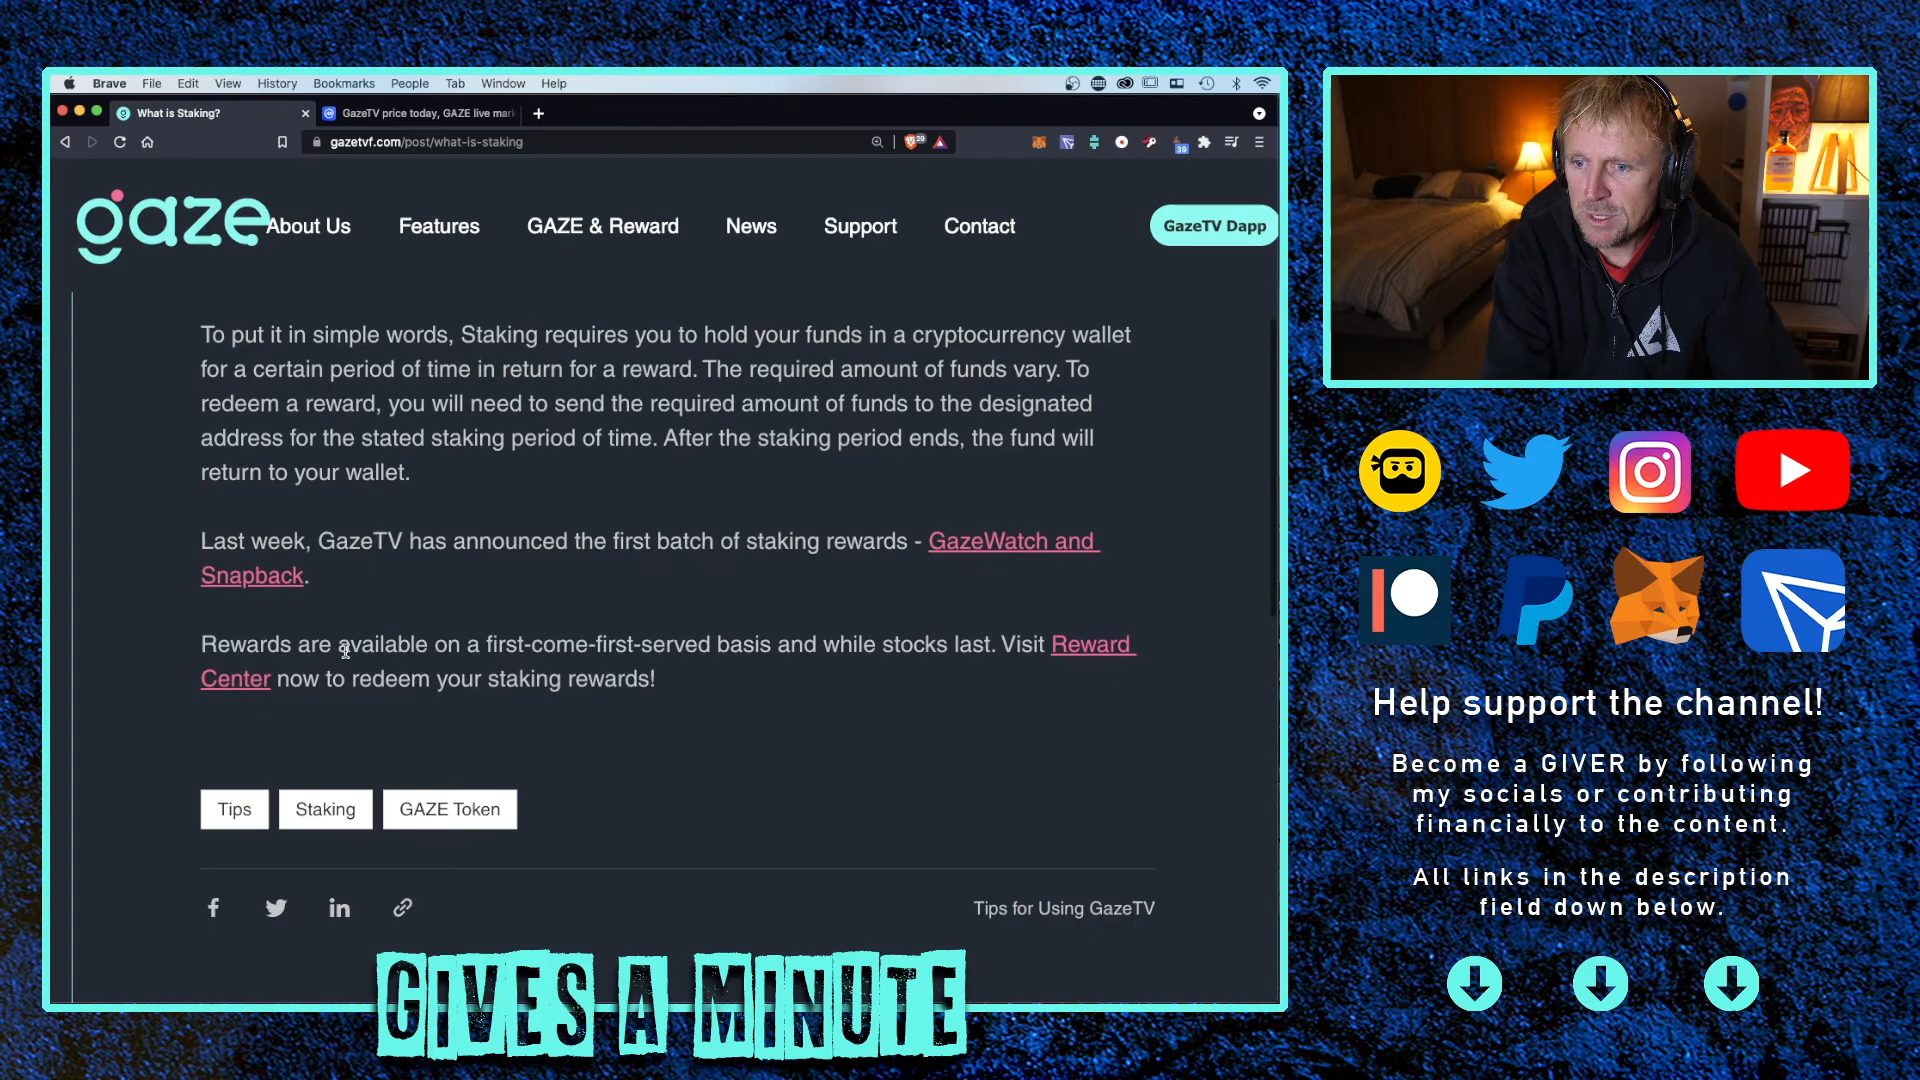 Brave File Edit View History Bookmarks People Tab Window Help
What is Staking?
GazeTV price today, GAZE live mark
gazetvf.com/post/what-is-staking
29
39
gaze
About Us
Features
GAZE & Reward
News
Support
Contact
GazeTV Dapp
To put it in simple words, Staking requires you to hold your funds in a cryptocurrency wallet
for a certain period of time in return for a reward. The required amount of funds vary. To
redeem a reward, you will need to send the required amount of funds to the designated
address for the stated staking period of time. After the staking period ends, the fund will
return to your wallet.
Last week, GazeTV has announced the first batch of staking rewards - GazeWatch and
Snapback.
Rewards are available on a first-come-first-served basis and while stocks last. Visit Reward
Center now to redeem your staking rewards!
Tips
Staking
GAZE Token
Tips for Using GazeTV
GIVES A MINUTE
Help support the channel!
Become a GIVER by following
my socials or contributing
financially to the content.
All links in the description
field down below.